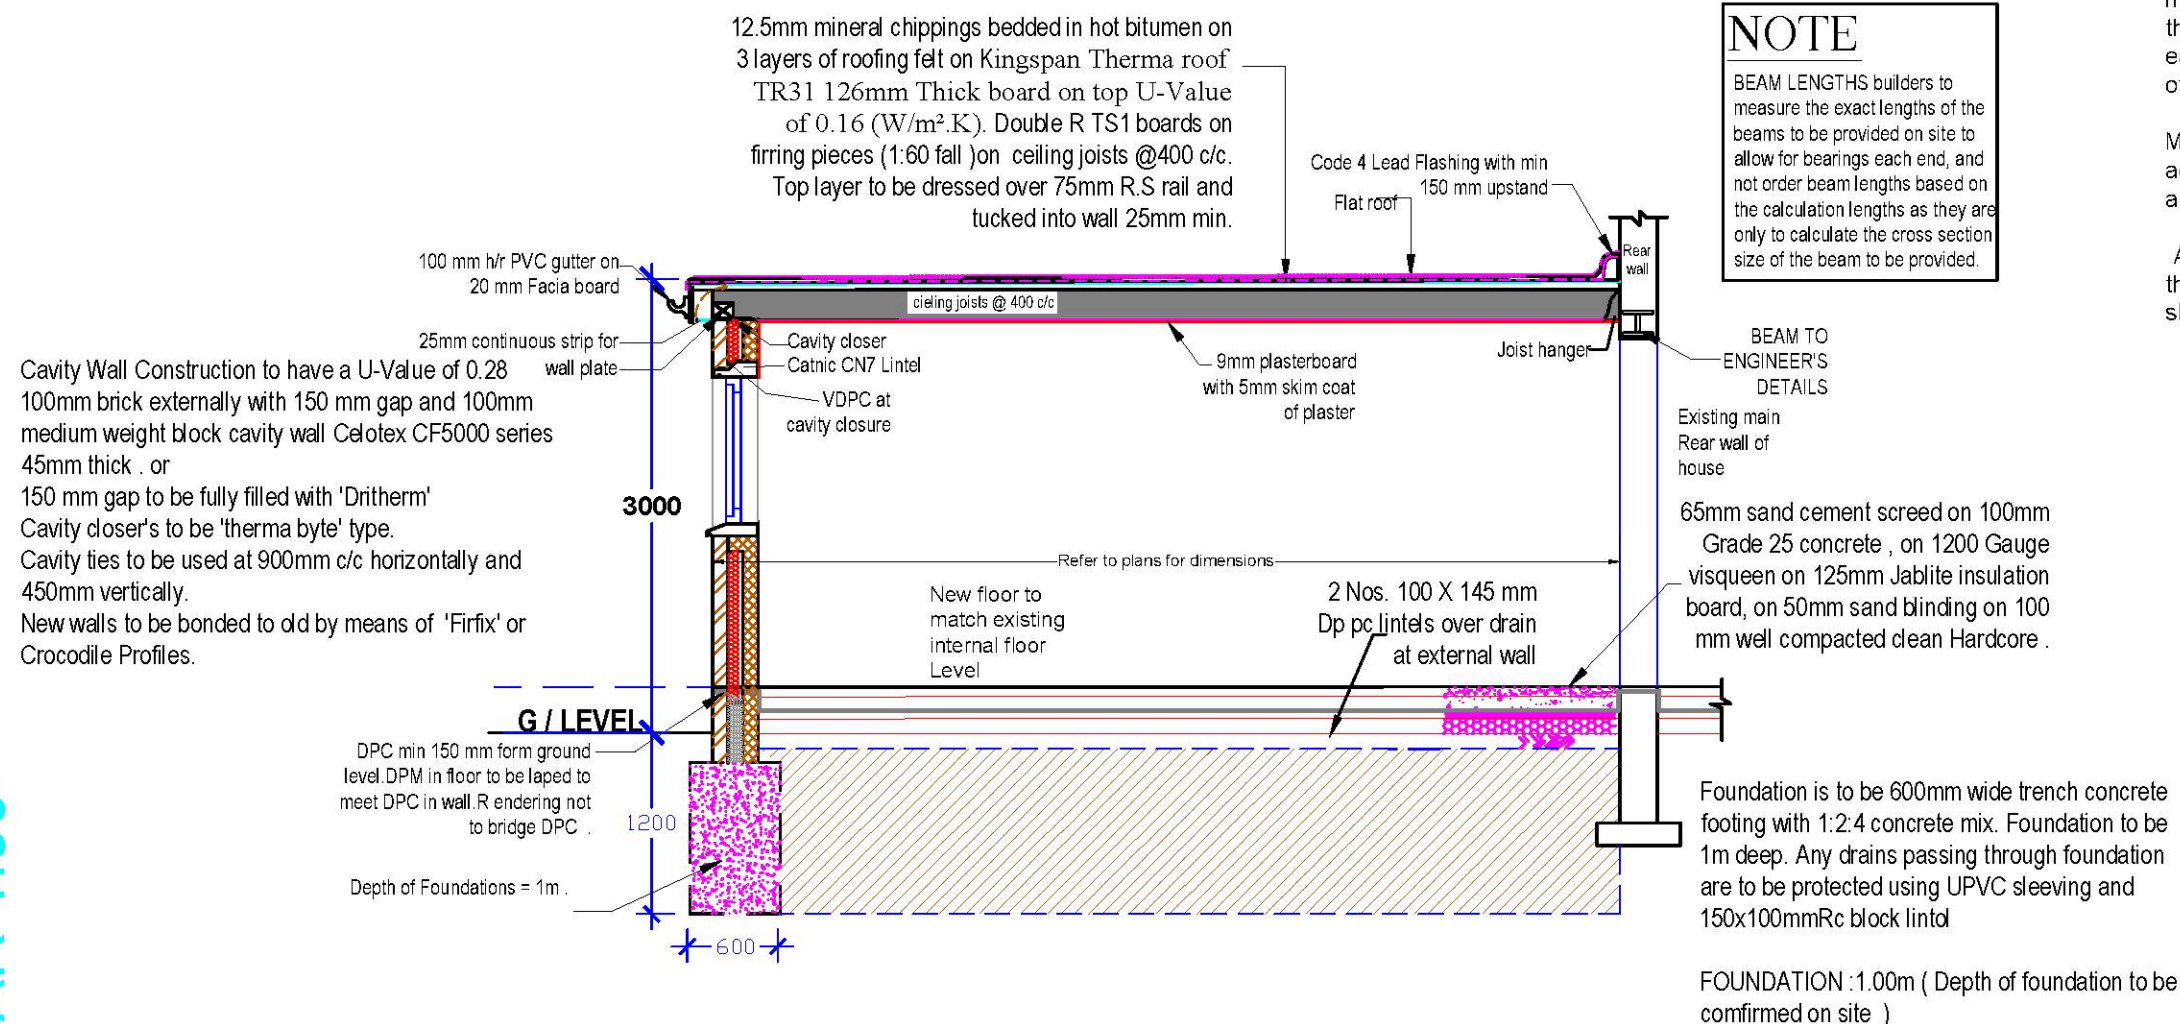 12.5mm mineral chippings bedded in hot bitumen on
3 layers of roofing felt on Kingspan Therma roof
TR31 126mm Thick board on top U-Value
of 0.16 (W/m².K). Double R TS1 boards on
firring pieces (1:60 fall )on ceiling joists @400 c/c.
Top layer to be dressed over 75mm R.S rail and
tucked into wall 25mm min.
NOTE
BEAM LENGTHS builders to
measure the exact lengths of the
beams to be provided on site to
allow for bearings each end, and
not order beam lengths based on
the calculation lengths as they are
only to calculate the cross section
size of the beam to be provided.
Code 4 Lead Flashing with min
150 mm upstand
Flat roof
Rear
wall
100 mm h/r PVC gutter on
20 mm Facia board
cieling joists @ 400 c/c
25mm continuous strip for
wall plate
Cavity closer
Catnic CN7 Lintel
VDPC at
cavity closure
9mm plasterboard
with 5mm skim coat
of plaster
Joist hanger
BEAM TO
ENGINEER'S
DETAILS
Existing main
Rear wall of
house
Cavity Wall Construction to have a U-Value of 0.28
100mm brick externally with 150 mm gap and 100mm
medium weight block cavity wall Celotex CF5000 series
45mm thick . or
150 mm gap to be fully filled with 'Dritherm'
Cavity closer's to be 'therma byte' type.
Cavity ties to be used at 900mm c/c horizontally and
450mm vertically.
New walls to be bonded to old by means of 'Firfix' or
Crocodile Profiles.
3000
Refer to plans for dimensions
New floor to
match existing
internal floor
Level
2 Nos. 100 X 145 mm
Dp pc lintels over drain
at external wall
65mm sand cement screed on 100mm
Grade 25 concrete , on 1200 Gauge
visqueen on 125mm Jablite insulation
board, on 50mm sand blinding on 100
mm well compacted clean Hardcore .
G / LEVEL
DPC min 150 mm form ground
level.DPM in floor to be laped to
meet DPC in wall.R endering not
to bridge DPC .
1200
Depth of Foundations = 1m .
600
Foundation is to be 600mm wide trench concrete
footing with 1:2:4 concrete mix. Foundation to be
1m deep. Any drains passing through foundation
are to be protected using UPVC sleeving and
150x100mmRc block lintol
FOUNDATION :1.00m ( Depth of foundation to be
comfirmed on site )